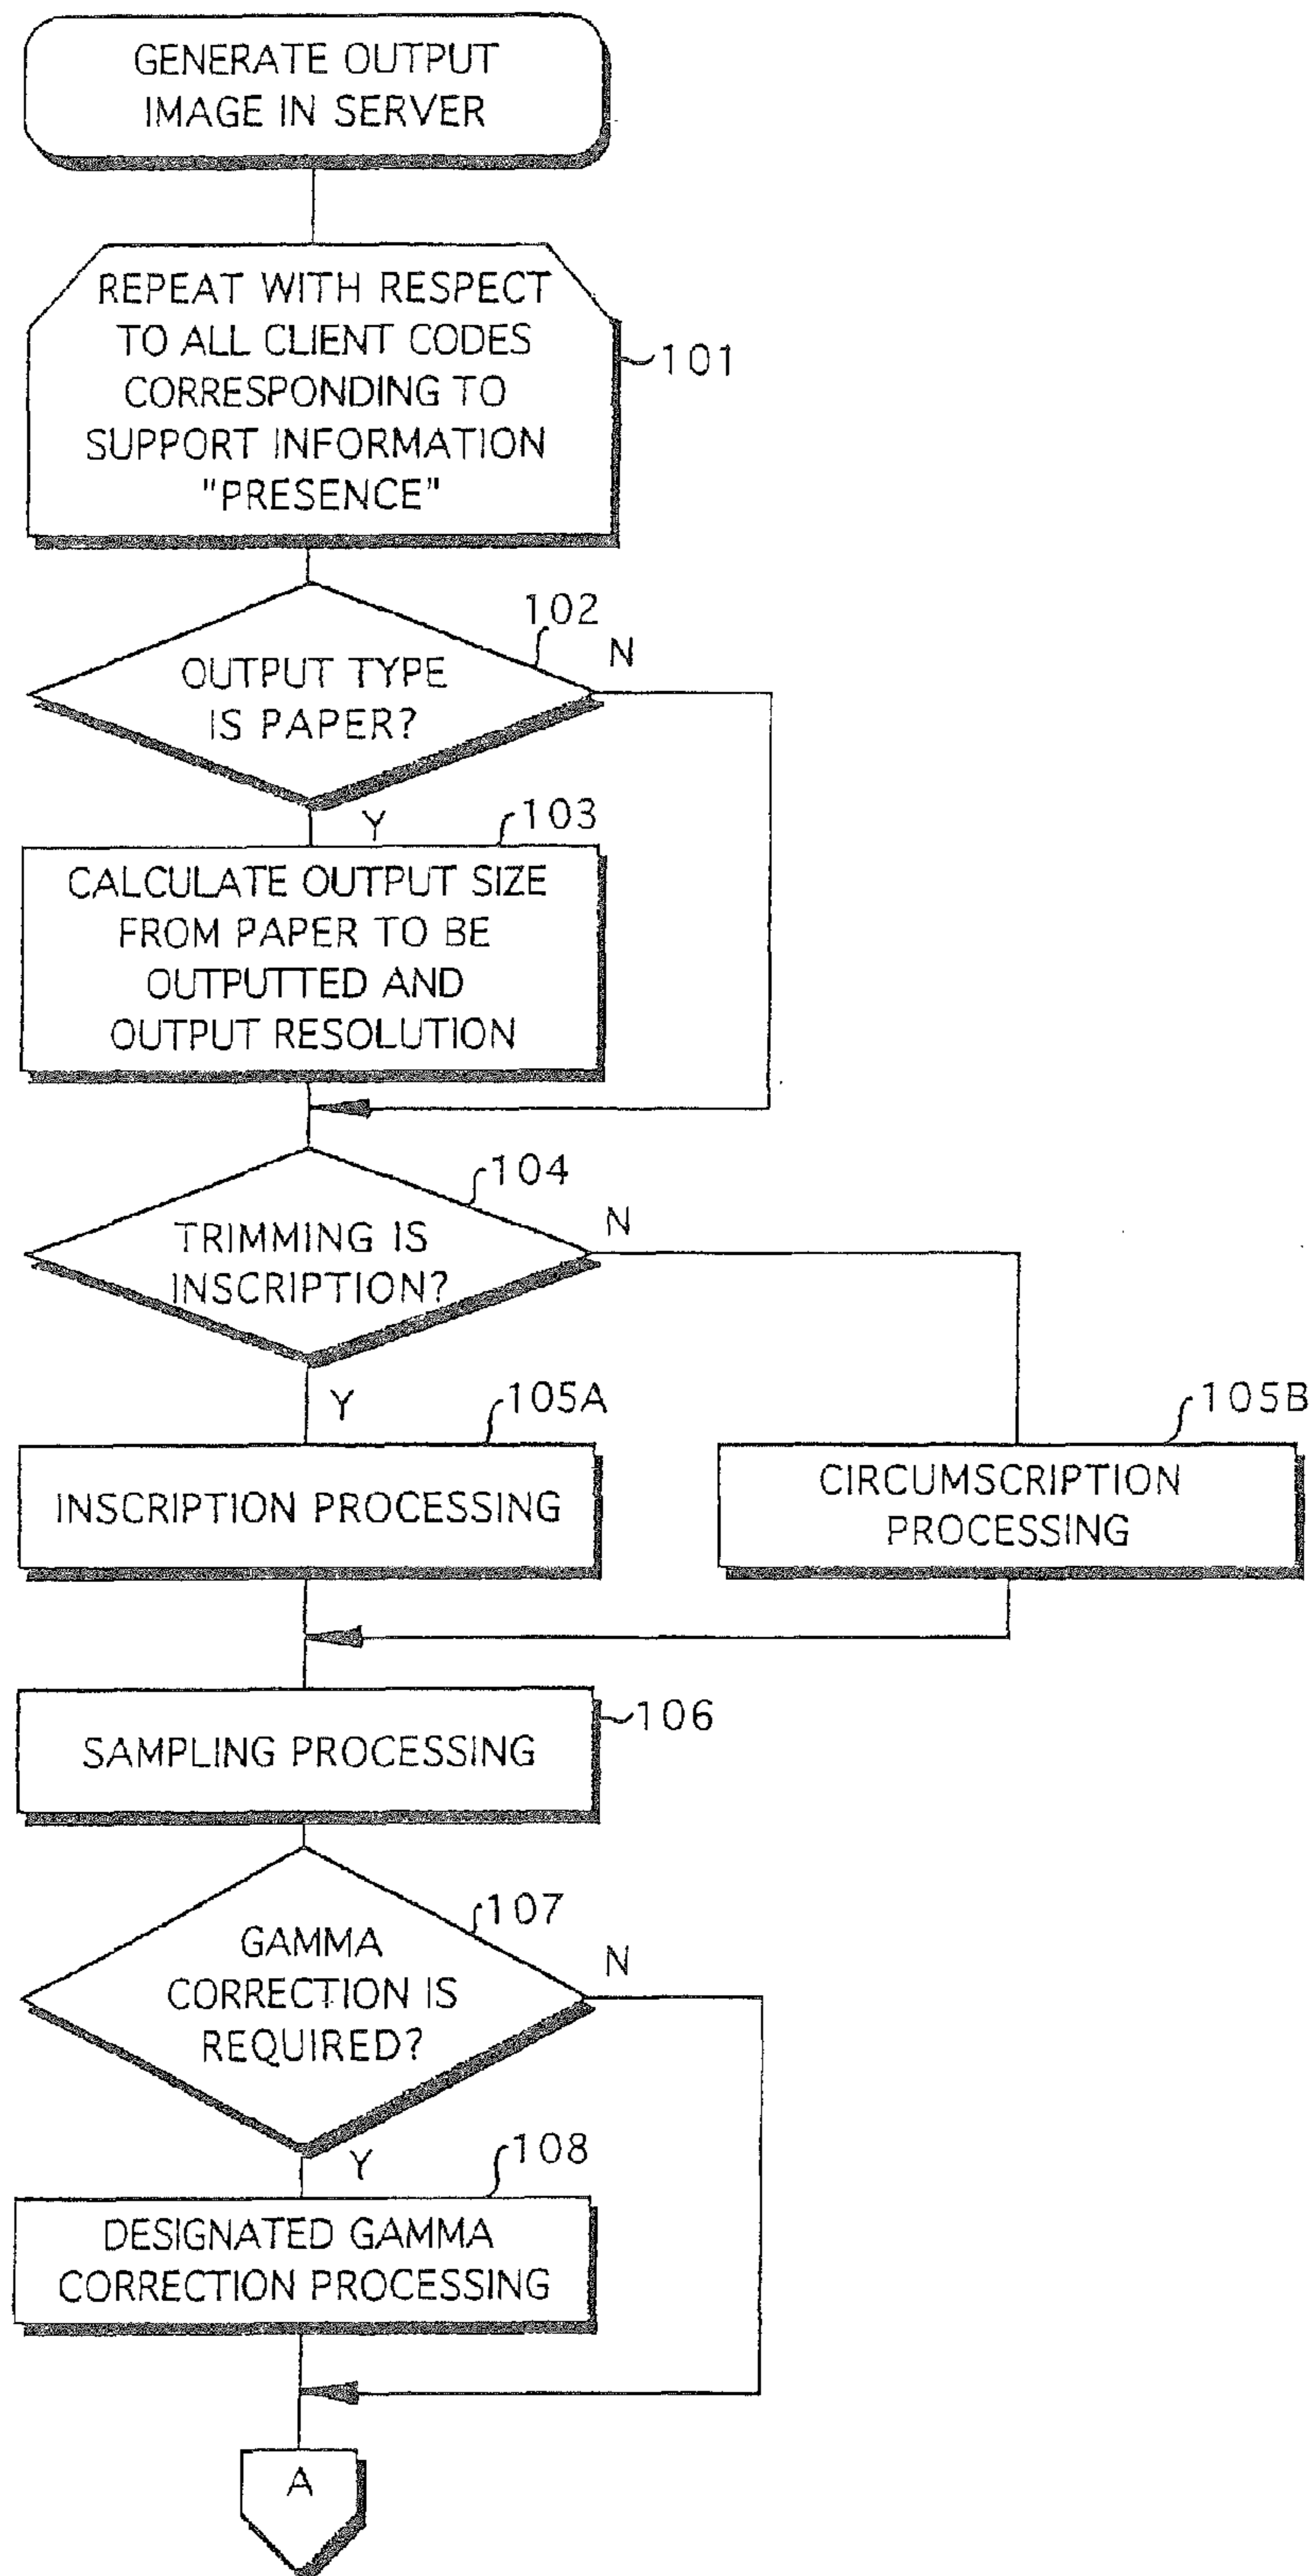 GENERATE OUTPUT
IMAGE IN SERVER
REPEAT WITH RESPECT
TO ALL CLIENT CODES
CORRESPONDING TO
SUPPORT INFORMATION
"PRESENCE"
101
102
OUTPUT TYPE
IS PAPER?
N
Y
103
CALCULATE OUTPUT SIZE
FROM PAPER TO BE
OUTPUTTED AND
OUTPUT RESOLUTION
104
TRIMMING IS
INSCRIPTION?
N
Y
105A
INSCRIPTION PROCESSING
105B
CIRCUMSCRIPTION
PROCESSING
SAMPLING PROCESSING
106
107
GAMMA
CORRECTION IS
REQUIRED?
N
Y
108
DESIGNATED GAMMA
CORRECTION PROCESSING
A